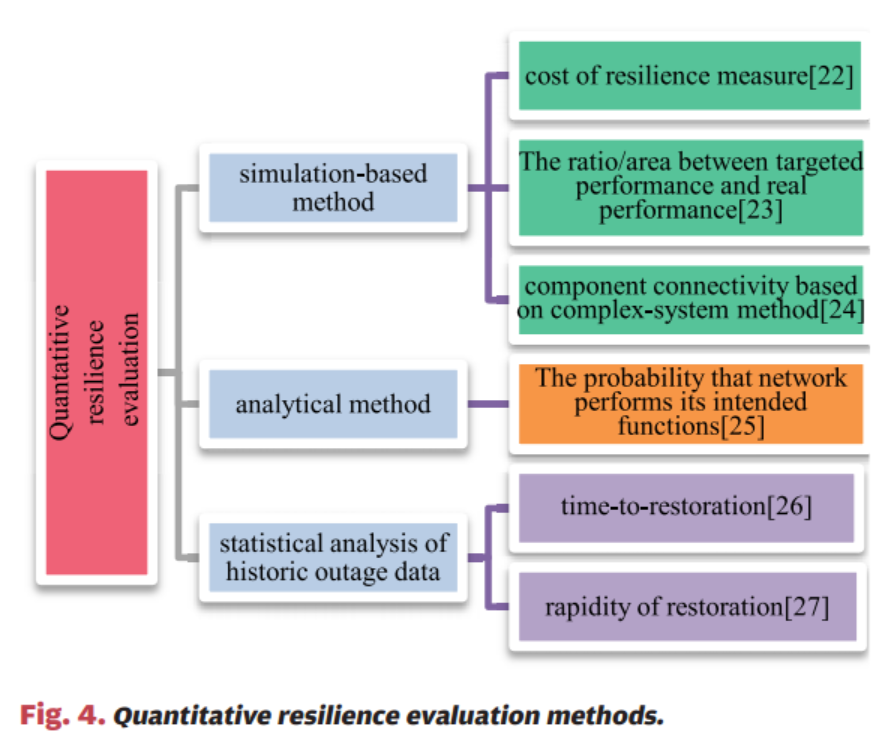 Quantatitive
resilience
evaluation
simulation-based
method
cost of resilience measure[22]
The ratio/area between targeted
performance and real
performance[23]
component connectivity based
on complex-system method[24]
analytical method
The probability that network
performs its intended
functions[25]
statistical analysis of
historic outage data
time-to-restoration[26]
rapidity of restoration[27]
Fig. 4. Quantitative resilience evaluation methods.